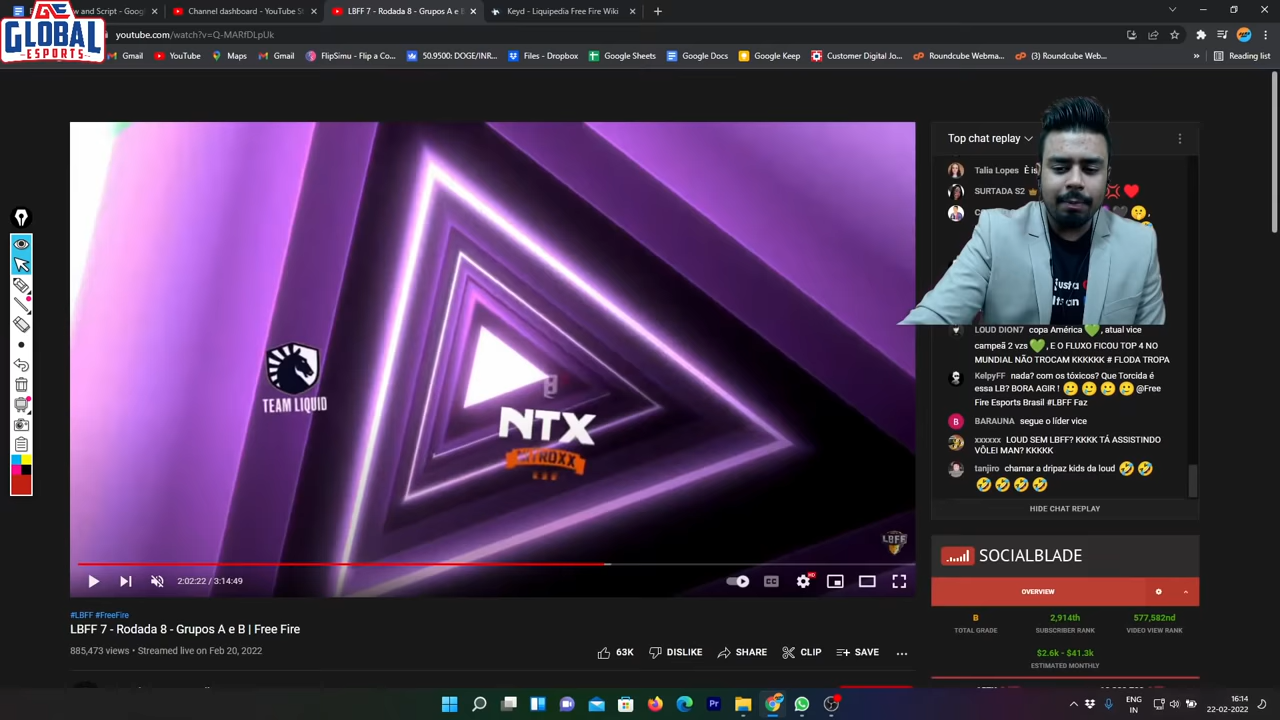 GE
GLOBAL
ESPORTS
ow and Script - Goog
Channel dashboard - YouTube St
LBFF 7 - Rodada 8 - Grupos A e
- Liquipedia Free Fire Wiki
youtube.com/watch?v=Q-MARfDLpUk
Gmail
YouTube
Maps
Gmail
FlipSimu - Flip a Co...
50.9500: DOGE/INR...
Files - Dropbox
Google Sheets
Google Docs
Google Keep
Customer Digital Jo...
Roundcube Webma...
(3) Roundcube Web...
Reading list
TEAM LIQUID
NTX
NITROXX
LBFF
2:02:22 / 3:14:49
HD
CC
#LBFF #FreeFire
LBFF 7 - Rodada 8 - Grupos A e B | Free Fire
885,473 views • Streamed live on Feb 20, 2022
63K
DISLIKE
SHARE
CLIP
SAVE
Top chat replay
Talia Lopes È is
SURTADA S2
LOUD DION7 copa América 💚, atual vice
campeã 2 vzs 💚, E O FLUXO FICOU TOP 4 NO
MUNDIAL NÃO TROCAM KKKKKK # FLODA TROPA
KelpyFF nada? com os tóxicos? Que Torcida é
essa LB? BORA AGIR ! 🥲🥲🥲🥲 @Free
Fire Esports Brasil #LBFF Faz
B
BARAUNA segue o líder vice
xxxxxx LOUD SEM LBFF? KKKK TÁ ASSISTINDO
VÔLEI MAN? KKKKK
tanjiro chamar a dripaz kids da loud 🤣🤣
🤣🤣🤣🤣
HIDE CHAT REPLAY
SOCIALBLADE
OVERVIEW
B
TOTAL GRADE
2,914th
SUBSCRIBER RANK
577,582nd
VIDEO VIEW RANK
$2.6k - $41.3k
ESTIMATED MONTHLY
Pr
ENG
IN
16:14
22-02-2022